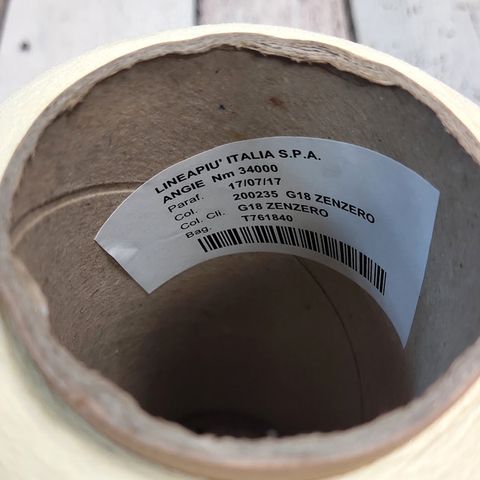 LINEAPIU' ITALIA S.P.A.
ANGIE Nm 34000
Paraf. 17/07/17
Col. 200235 G18 ZENZERO
Col. Cli. G18 ZENZERO
Bag. T761840